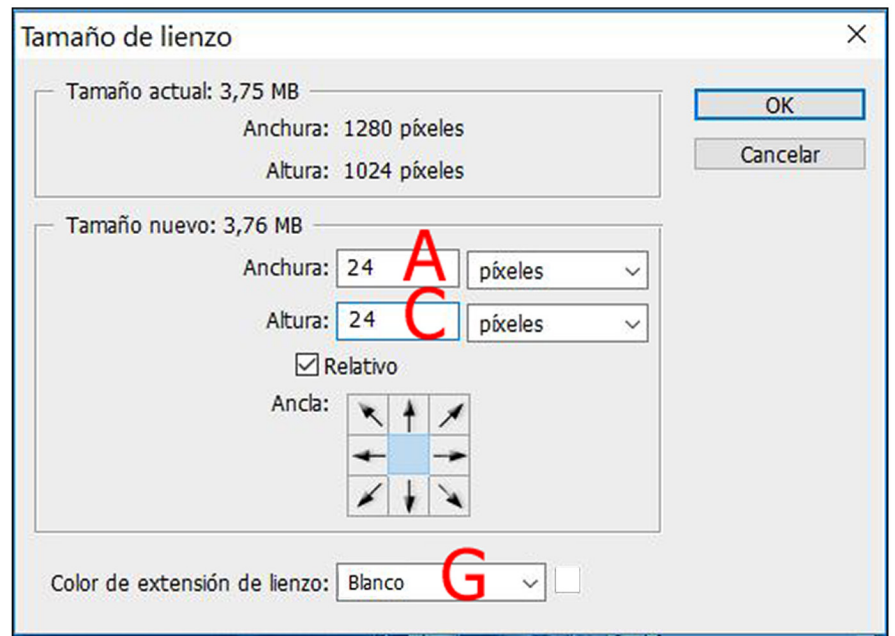 Tamaño de lienzo
Tamaño actual: 3,75 MB
Anchura: 1280 píxeles
Altura: 1024 píxeles
OK
Cancelar
Tamaño nuevo: 3,76 MB
Anchura: 24 A píxeles
Altura: 24 C píxeles
Relativo
Ancla:
Color de extensión de lienzo: Blanco G